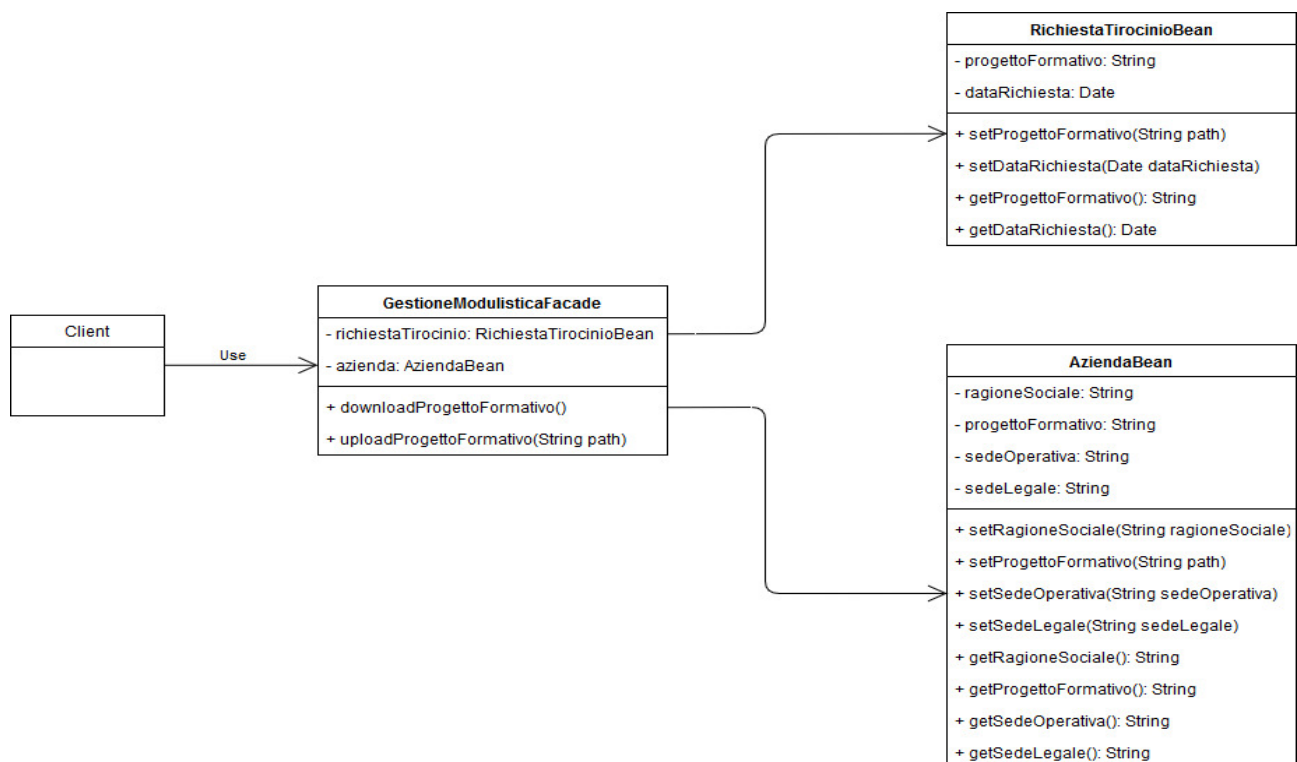 RichiestaTirocinioBean
- progettoFormativo: String
- dataRichiesta: Date
+ setProgettoFormativo(String path)
+ setDataRichiesta(Date dataRichiesta)
+ getProgettoFormativo(): String
+ getDataRichiesta(): Date
Client
Use
GestioneModulisticaFacade
- richiestaTirocinio: RichiestaTirocinioBean
- azienda: AziendaBean
+ downloadProgettoFormativo()
+ uploadProgettoFormativo(String path)
AziendaBean
- ragioneSociale: String
- progettoFormativo: String
- sedeOperativa: String
- sedeLegale: String
+ setRagioneSociale(String ragioneSociale)
+ setProgettoFormativo(String path)
+ setSedeOperativa(String sedeOperativa)
+ setSedeLegale(String sedeLegale)
+ getRagioneSociale(): String
+ getProgettoFormativo(): String
+ getSedeOperativa(): String
+ getSedeLegale(): String